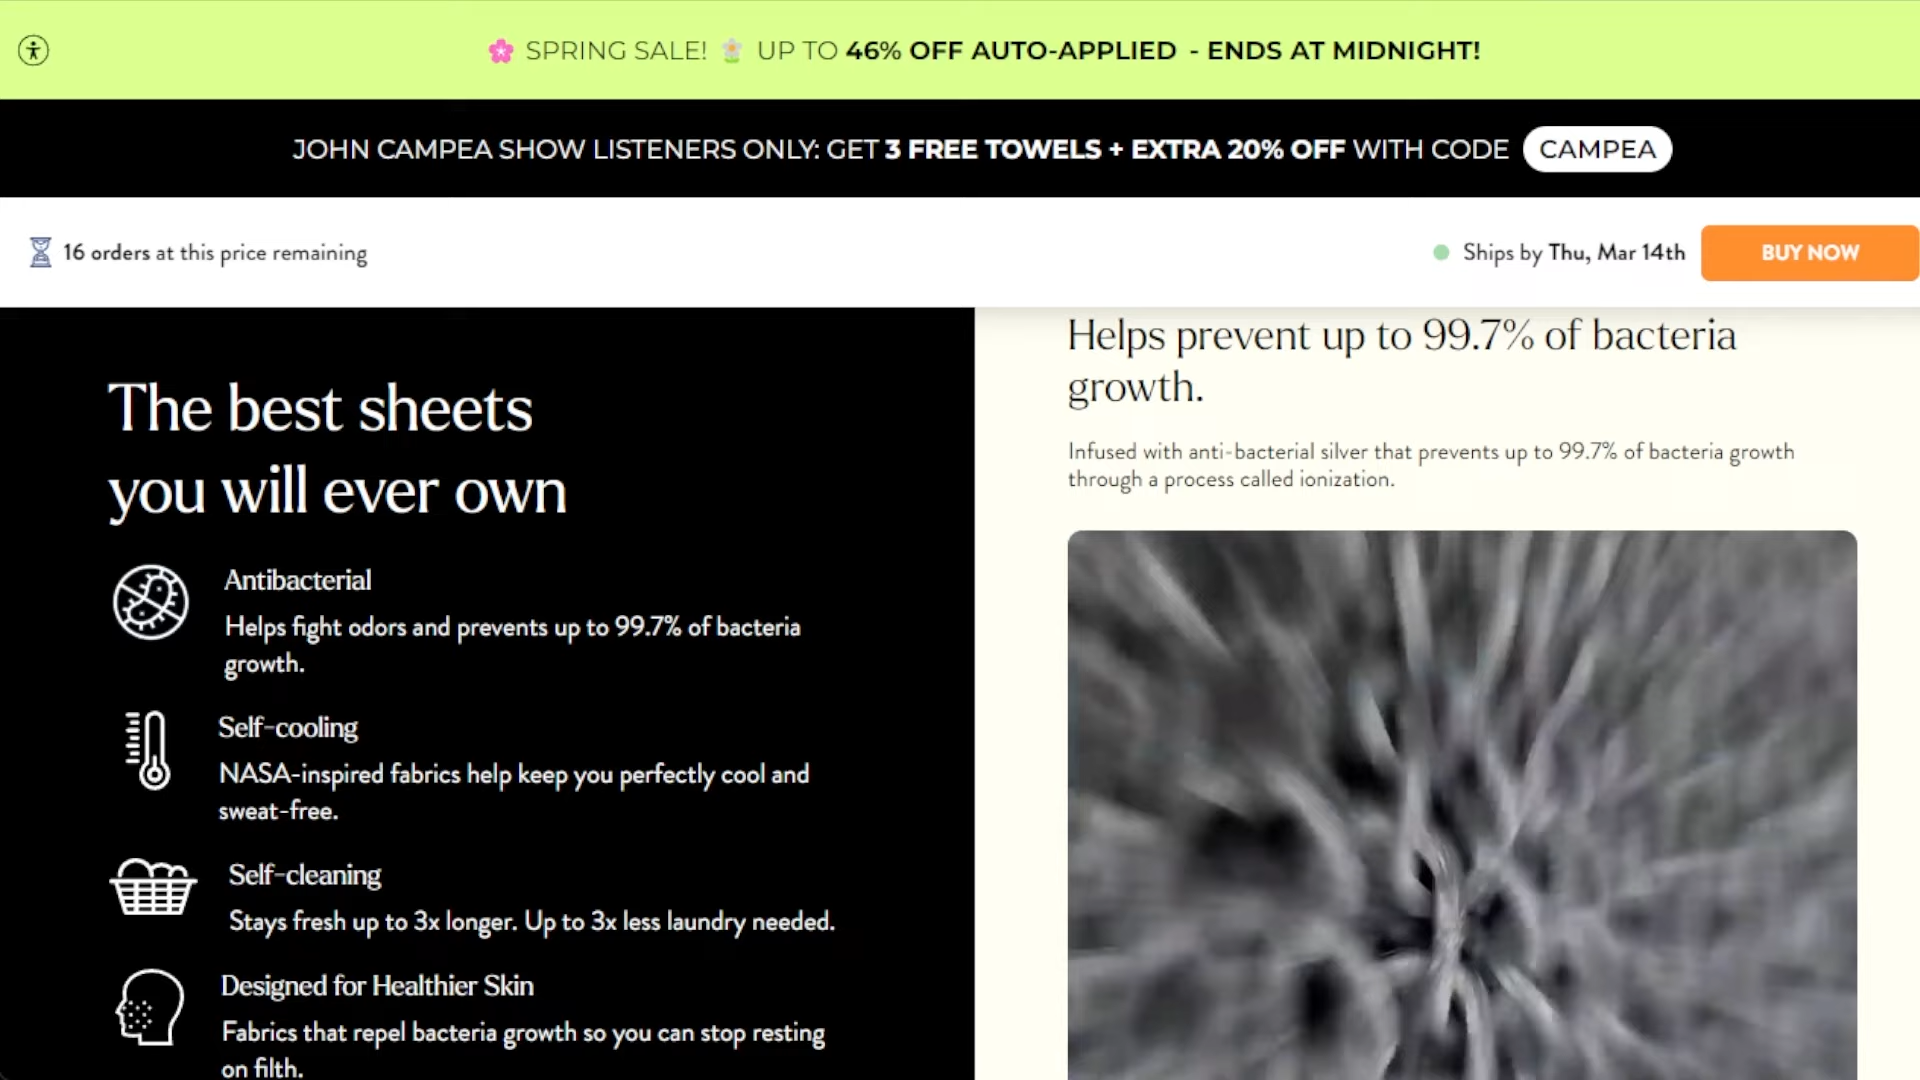 SPRING SALE! UP TO 46% OFF AUTO-APPLIED - ENDS AT MIDNIGHT!
JOHN CAMPEA SHOW LISTENERS ONLY: GET 3 FREE TOWELS + EXTRA 20% OFF WITH CODE CAMPEA
16 orders at this price remaining
Ships by Thu, Mar 14th
BUY NOW
The best sheets
you will ever own
Antibacterial
Helps fight odors and prevents up to 99.7% of bacteria
growth.
Self-cooling
NASA-inspired fabrics help keep you perfectly cool and
sweat-free.
Self-cleaning
Stays fresh up to 3x longer. Up to 3x less laundry needed.
Designed for Healthier Skin
Fabrics that repel bacteria growth so you can stop resting
on filth.
Helps prevent up to 99.7% of bacteria
growth.
Infused with anti-bacterial silver that prevents up to 99.7% of bacteria growth
through a process called ionization.